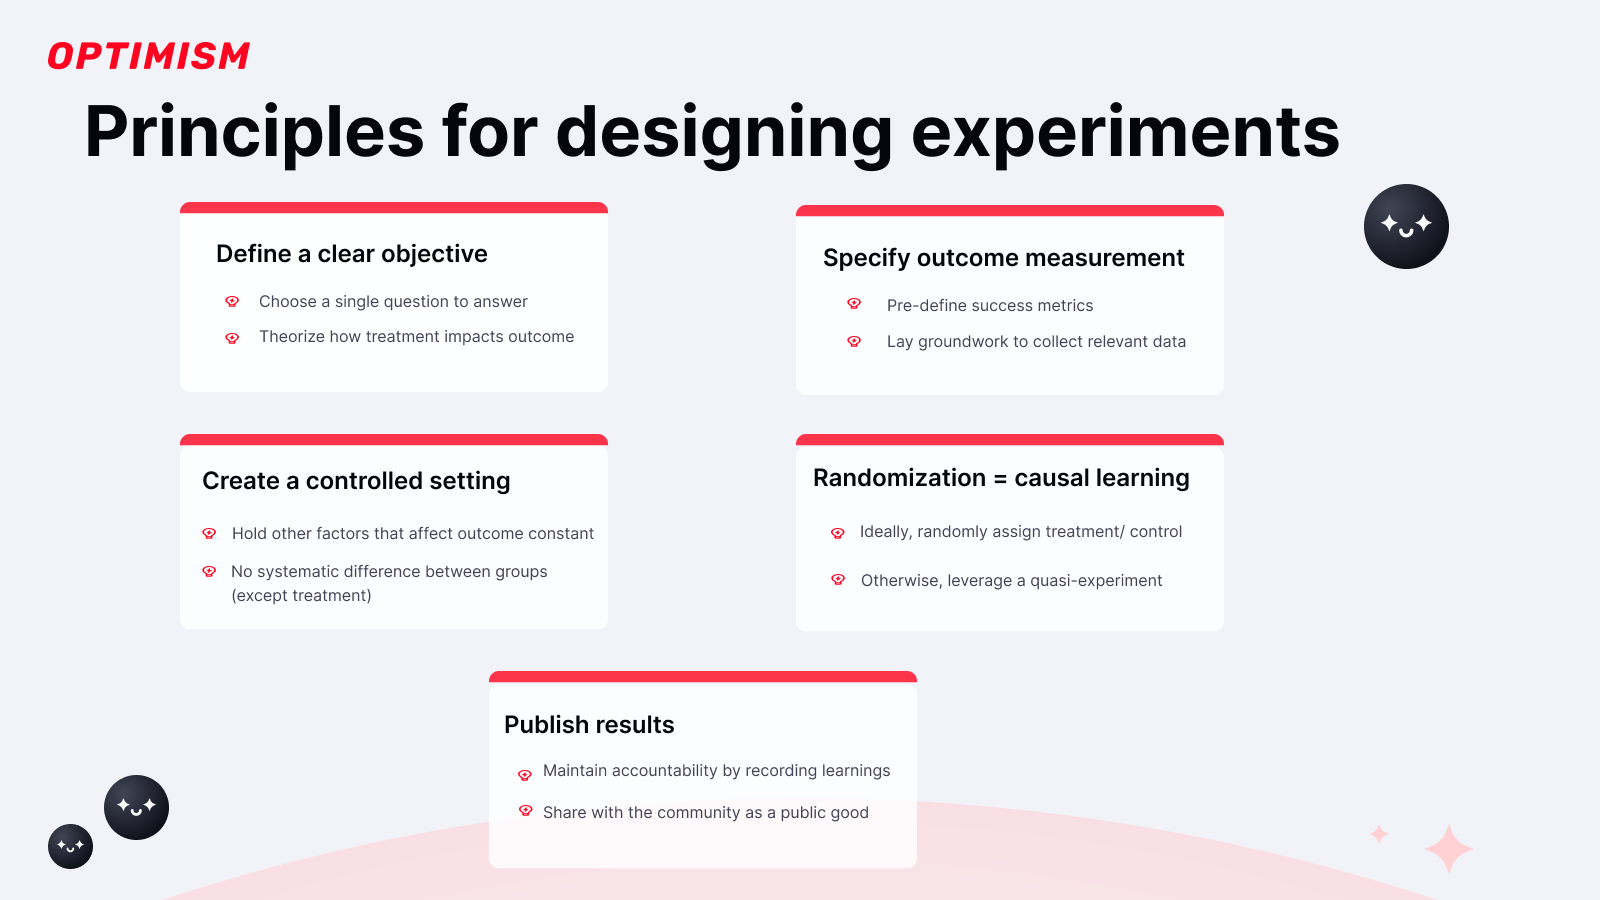 OPTIMISM
Principles for designing experiments
Define a clear objective
Choose a single question to answer
Theorize how treatment impacts outcome
Specify outcome measurement
Pre-define success metrics
Lay groundwork to collect relevant data
Create a controlled setting
Hold other factors that affect outcome constant
No systematic difference between groups
(except treatment)
Randomization = causal learning
Ideally, randomly assign treatment/ control
Otherwise, leverage a quasi-experiment
Publish results
Maintain accountability by recording learnings
Share with the community as a public good